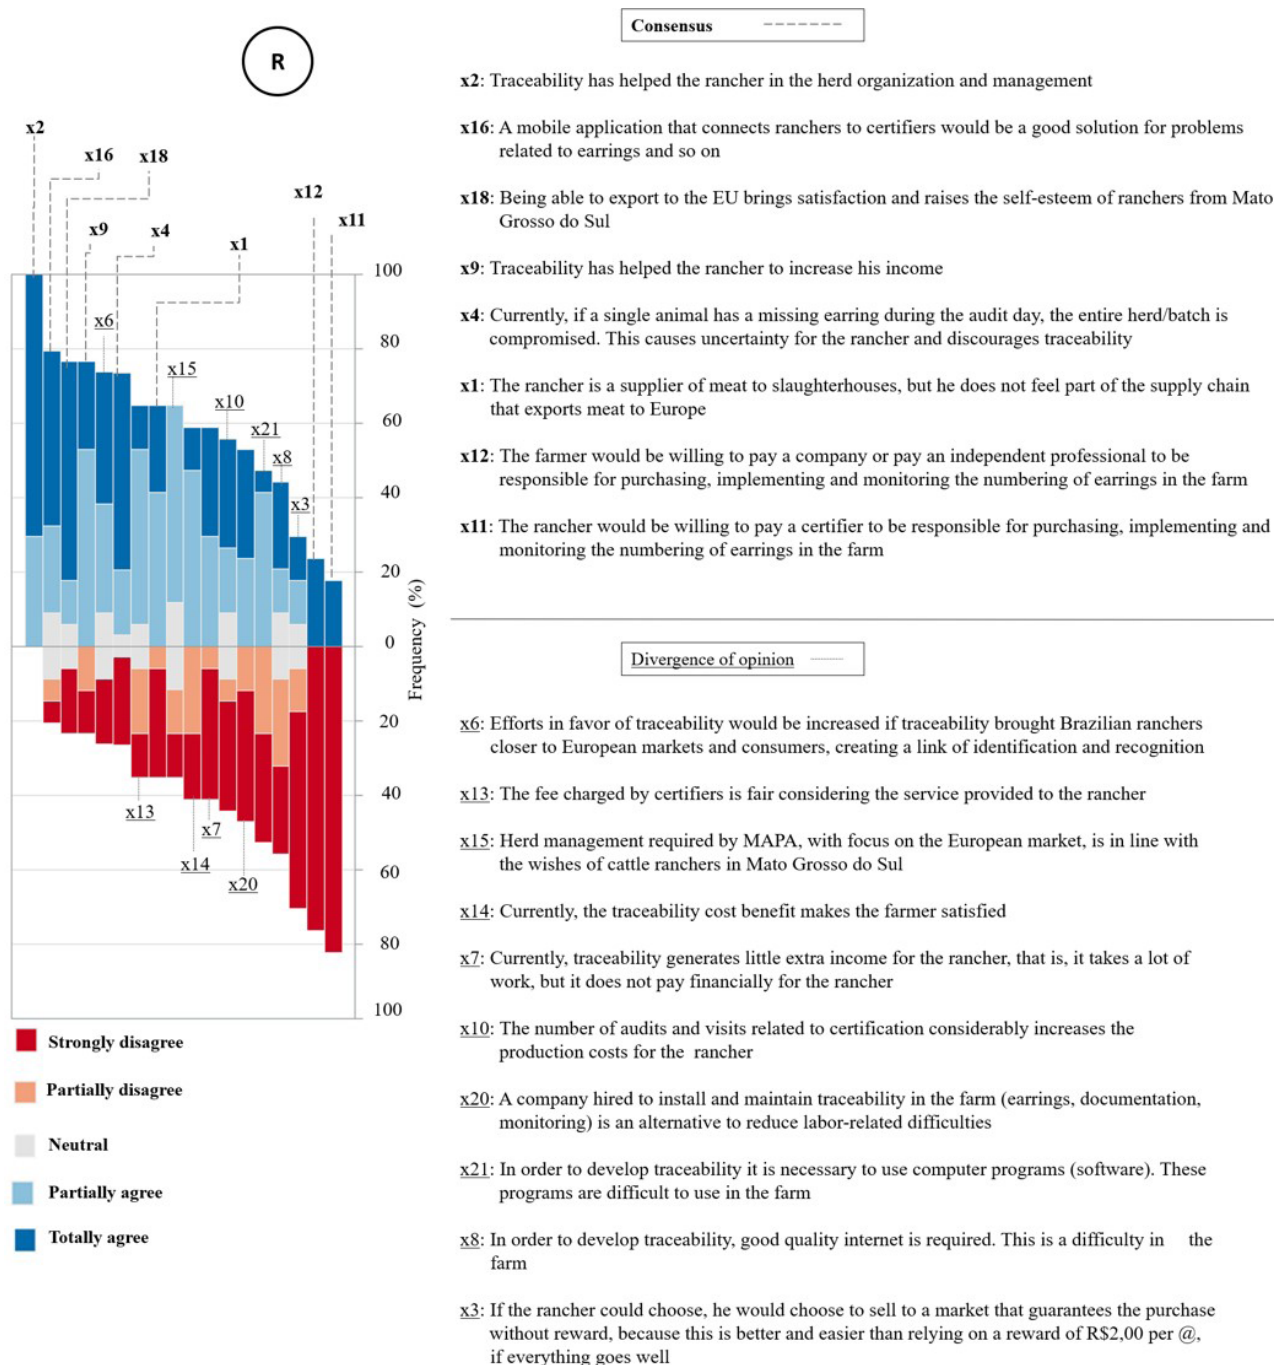 R
x2
x16
x18
x9
x4
x1
x12
x11
x6
x15
x10
x21
x8
x3
x13
x7
x14
x20
100
80
60
40
20
0
20
40
60
80
100
Frequency (%)
Strongly disagree
Partially disagree
Neutral
Partially agree
Totally agree
Consensus
x2: Traceability has helped the rancher in the herd organization and management
x16: A mobile application that connects ranchers to certifiers would be a good solution for problems
related to earrings and so on
x18: Being able to export to the EU brings satisfaction and raises the self-esteem of ranchers from Mato
Grosso do Sul
x9: Traceability has helped the rancher to increase his income
x4: Currently, if a single animal has a missing earring during the audit day, the entire herd/batch is
compromised. This causes uncertainty for the rancher and discourages traceability
x1: The rancher is a supplier of meat to slaughterhouses, but he does not feel part of the supply chain
that exports meat to Europe
x12: The farmer would be willing to pay a company or pay an independent professional to be
responsible for purchasing, implementing and monitoring the numbering of earrings in the farm
x11: The rancher would be willing to pay a certifier to be responsible for purchasing, implementing and
monitoring the numbering of earrings in the farm
Divergence of opinion
x6: Efforts in favor of traceability would be increased if traceability brought Brazilian ranchers
closer to European markets and consumers, creating a link of identification and recognition
x13: The fee charged by certifiers is fair considering the service provided to the rancher
x15: Herd management required by MAPA, with focus on the European market, is in line with
the wishes of cattle ranchers in Mato Grosso do Sul
x14: Currently, the traceability cost benefit makes the farmer satisfied
x7: Currently, traceability generates little extra income for the rancher, that is, it takes a lot of
work, but it does not pay financially for the rancher
x10: The number of audits and visits related to certification considerably increases the
production costs for the rancher
x20: A company hired to install and maintain traceability in the farm (earrings, documentation,
monitoring) is an alternative to reduce labor-related difficulties
x21: In order to develop traceability it is necessary to use computer programs (software). These
programs are difficult to use in the farm
x8: In order to develop traceability, good quality internet is required. This is a difficulty in the
farm
x3: If the rancher could choose, he would choose to sell to a market that guarantees the purchase
without reward, because this is better and easier than relying on a reward of R$2,00 per @,
if everything goes well